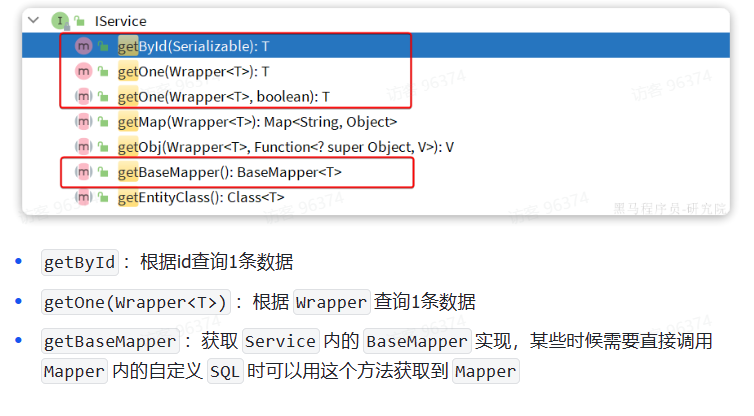 IService
getById(Serializable): T
getOne(Wrapper<T>): T
getOne(Wrapper<T>, boolean): T
getMap(Wrapper<T>): Map<String, Object>
getObj(Wrapper<T>, Function<? super Object, V>): V
getBaseMapper(): BaseMapper<T>
getEntityClass(): Class<T>
黑马程序员-研究院
• getById：根据id查询1条数据
• getOne(Wrapper<T>)：根据 Wrapper 查询1条数据
• getBaseMapper：获取 Service 内的 BaseMapper 实现，某些时候需要直接调用
Mapper 内的自定义 SQL 时可以用这个方法获取到 Mapper
访客 96374